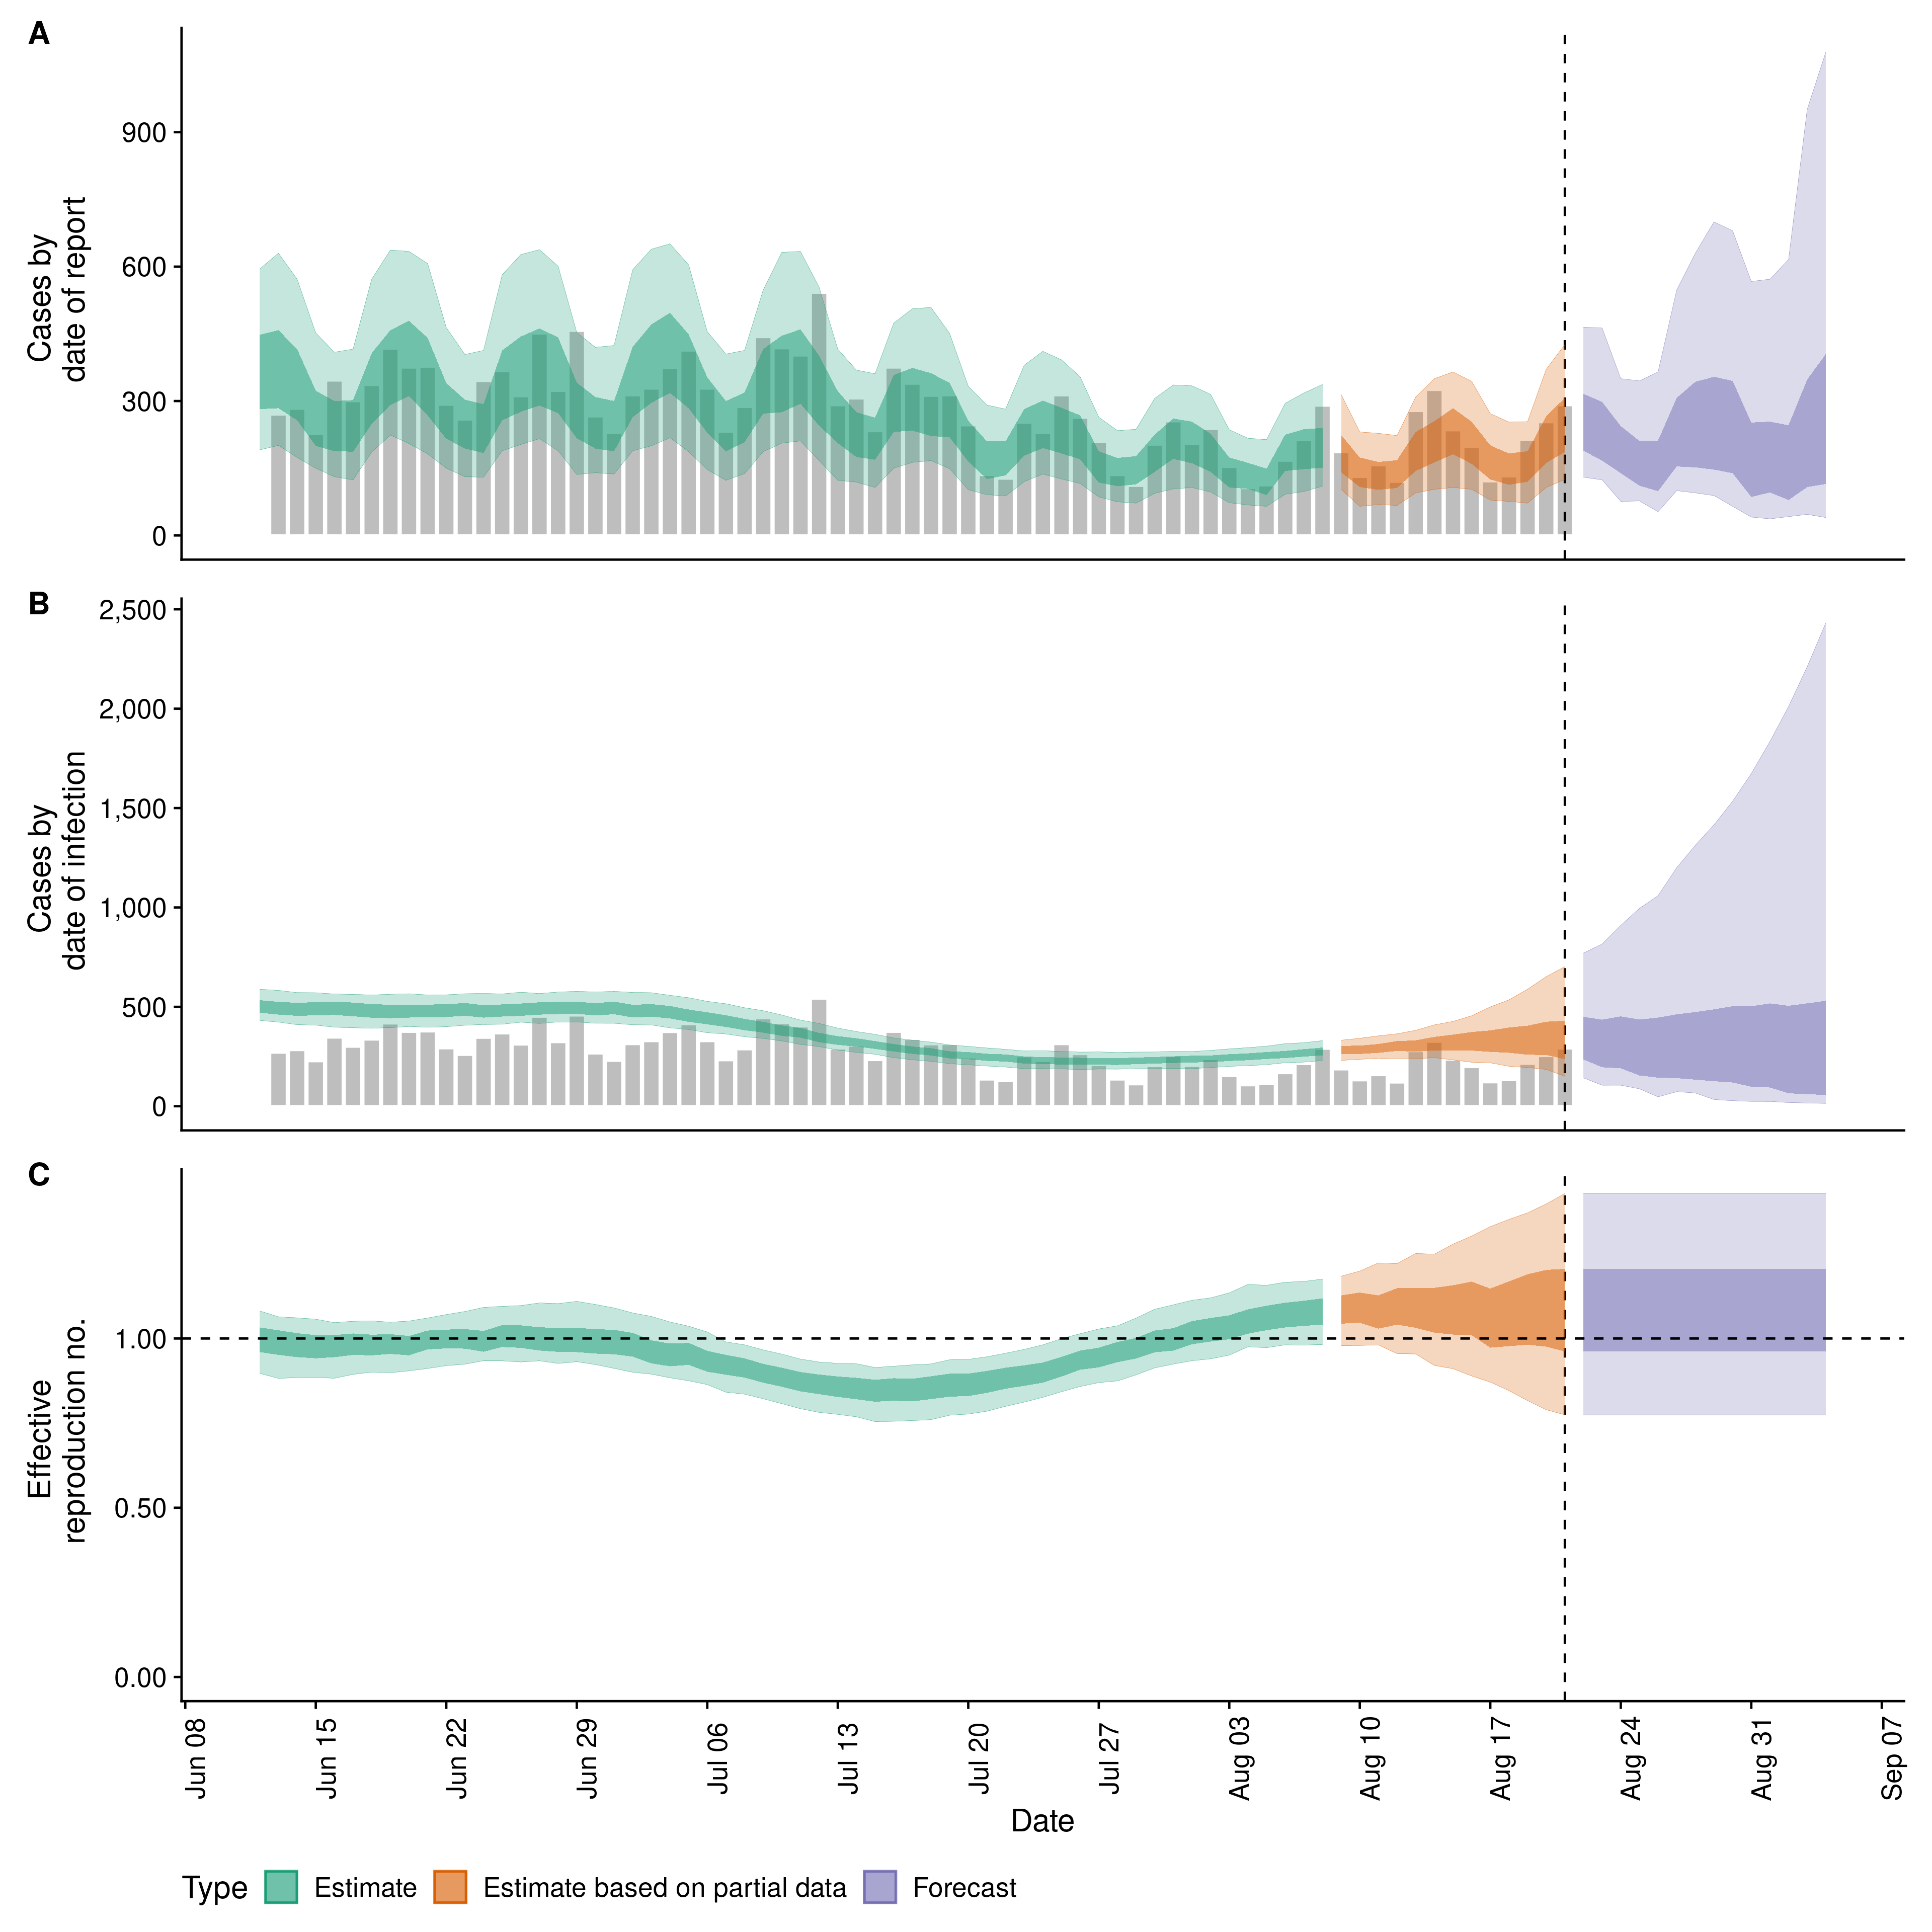 A
Cases by
date of report
900
600
300
0
B
Cases by
date of infection
2,500
2,000
1,500
1,000
500
0
C
Effective
reproduction no.
1.00
0.50
0.00
Jun 08
Jun 15
Jun 22
Jun 29
Jul 06
Jul 13
Jul 20
Jul 27
Aug 03
Aug 10
Aug 17
Aug 24
Aug 31
Sep 07
Date
Type Estimate Estimate based on partial data Forecast